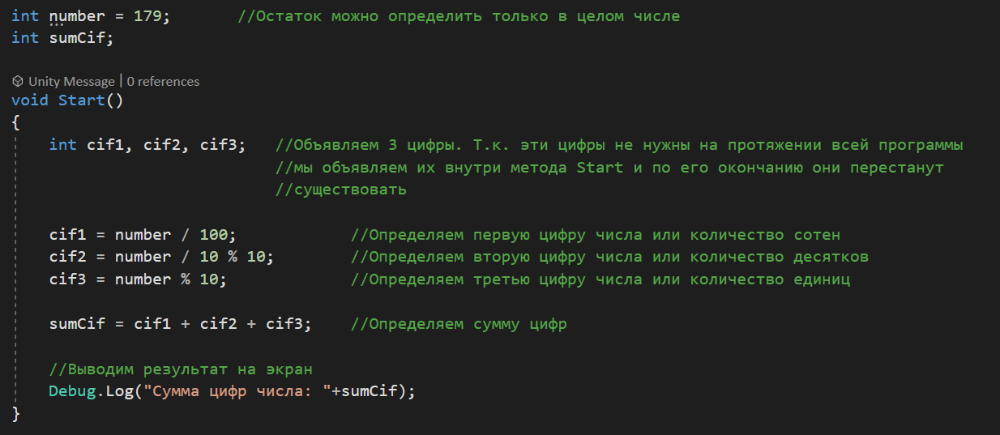 int number = 179; //Остаток можно определить только в целом числе
int sumCif;
Unity Message | 0 references
void Start()
{
int cif1, cif2, cif3; //Объявляем 3 цифры. Т.к. эти цифры не нужны на протяжении всей программы
//мы объявляем их внутри метода Start и по его окончанию они перестанут
//существовать
cif1 = number / 100; //Определяем первую цифру числа или количество сотен
cif2 = number / 10 % 10; //Определяем вторую цифру числа или количество десятков
cif3 = number % 10; //Определяем третью цифру числа или количество единиц
sumCif = cif1 + cif2 + cif3; //Определяем сумму цифр
//Выводим результат на экран
Debug.Log("Сумма цифр числа: "+sumCif);
}